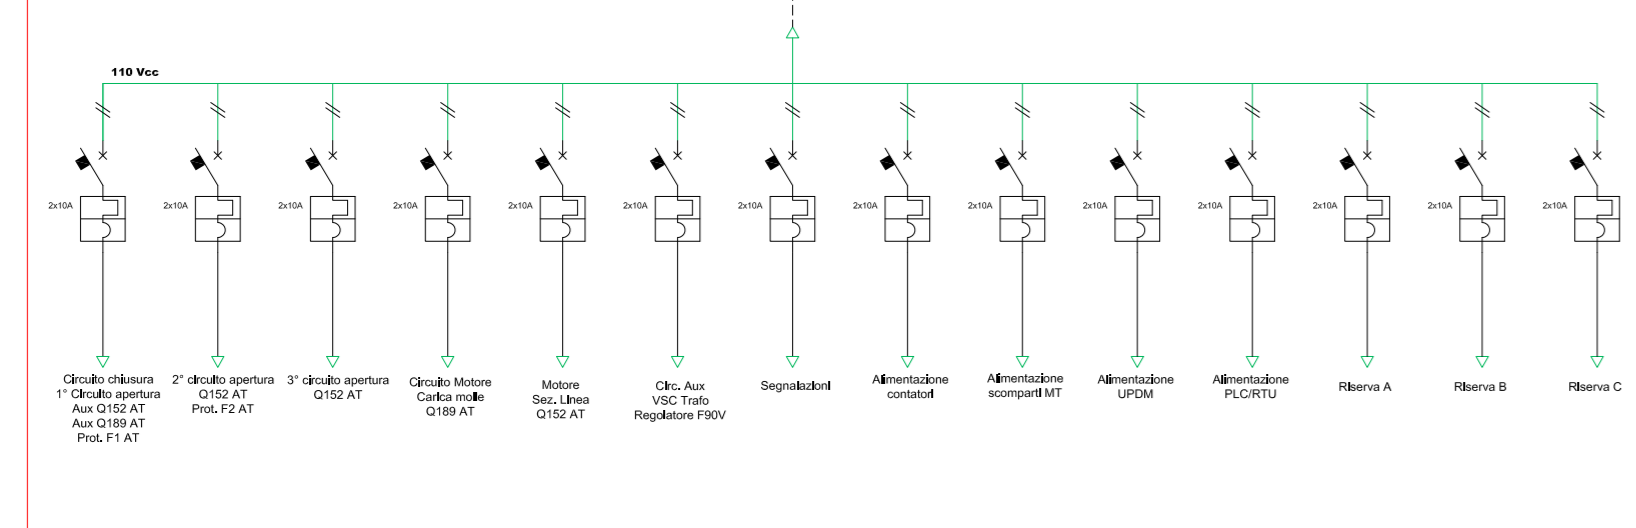 110 Vcc
2x10A
2x10A
2x10A
2x10A
2x10A
2x10A
2x10A
2x10A
2x10A
2x10A
2x10A
2x10A
2x10A
2x10A
Circuito chiusura
1° Circuito apertura
Aux Q152 AT
Aux Q189 AT
Prot. F1 AT
2° circuito apertura
Q152 AT
Prot. F2 AT
3° circuito apertura
Q152 AT
Circuito Motore
Carica molle
Q189 AT
Motore
Sez. Linea
Q152 AT
Circ. Aux
VSC Trafo
Regolatore F90V
Segnalazioni
Alimentazione
contatori
Alimentazione
scomparti MT
Alimentazione
UPDM
Alimentazione
PLC/RTU
Riserva A
Riserva B
Riserva C